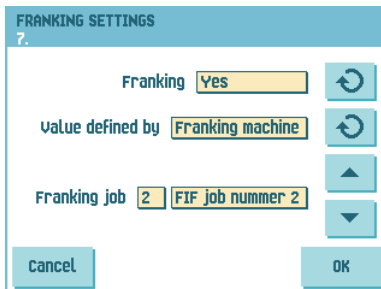 FRANKING SETTINGS
7.
Franking Yes
Value defined by Franking machine
Franking job 2 FIF job nummer 2
Cancel OK